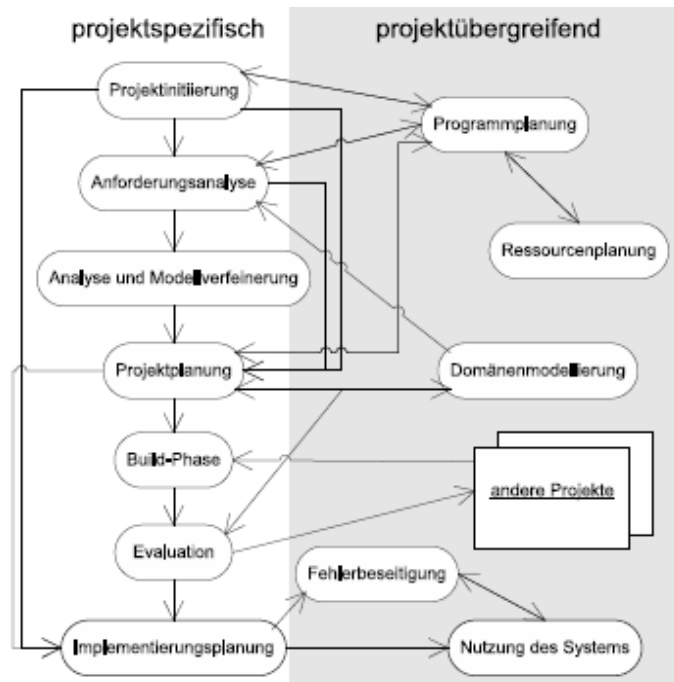 projektspezifisch
projektübergreifend
Projektinitiierung
Programmplanung
Anforderungsanalyse
Ressourcenplanung
Analyse und Modellverfeinerung
Projektplanung
Domänenmodellierung
Build-Phase
andere Projekte
Evaluation
Fehlerbeseitigung
Implementierungsplanung
Nutzung des Systems